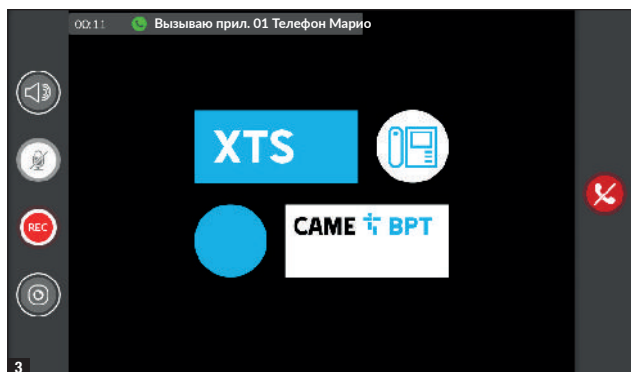 00:11 Вызываю прил. 01 Телефон Марио
XTS
REC
CAME BPT
3